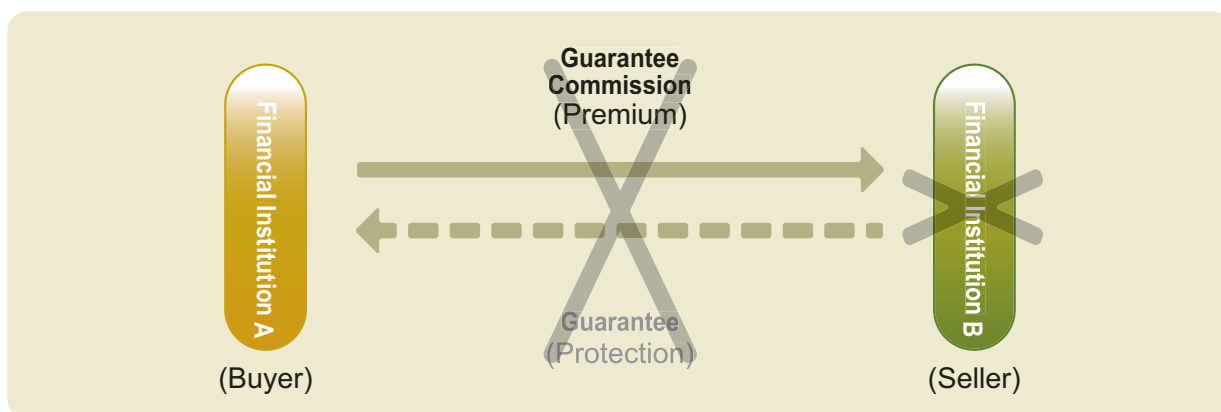 Guarantee
Commission
(Premium)
Financial Institution A
Financial Institution B
Guarantee
(Protection)
(Buyer)
(Seller)